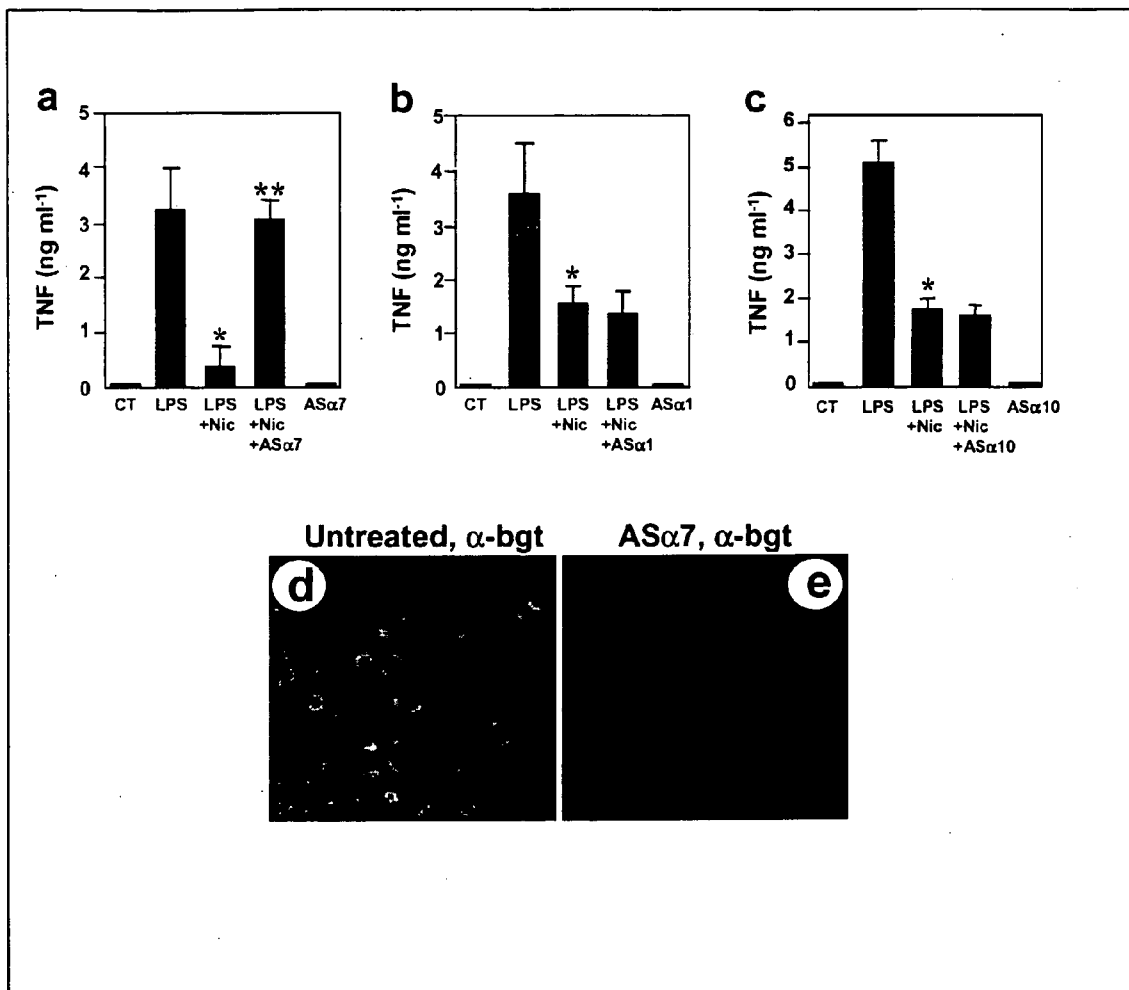 a
5
4
3
2
1
0
TNF (ng ml-1)
*
**
CT LPS LPS +Nic LPS +Nic +ASα7 ASα7
b
5
4
3
2
1
0
TNF (ng ml-1)
*
CT LPS LPS +Nic LPS +Nic +ASα1 ASα1
c
6
5
4
3
2
1
0
TNF (ng ml-1)
*
CT LPS LPS +Nic LPS +Nic +ASα10 ASα10
Untreated, α-bgt
ASα7, α-bgt
d
e